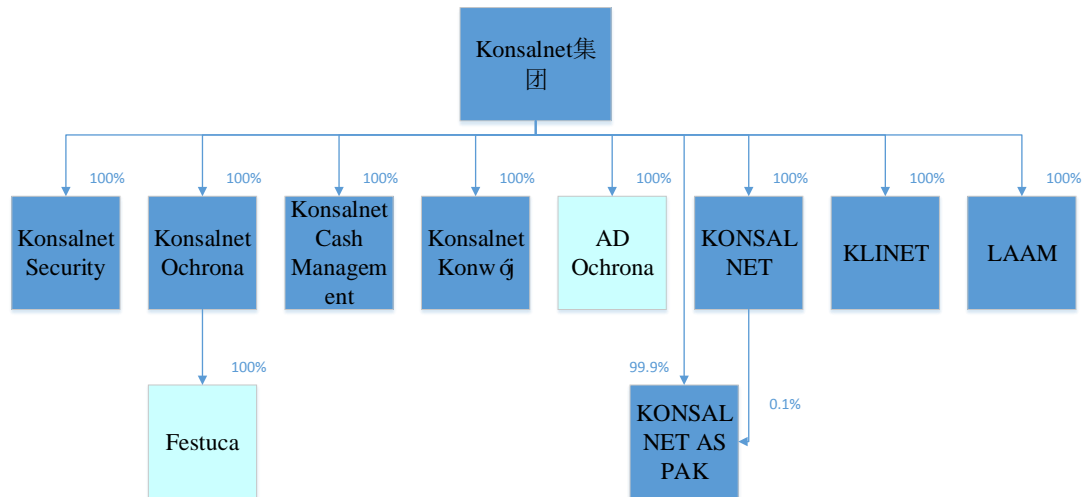 Konsalnet集
团
100%
100%
100%
100%
100%
100%
100%
100%
Konsalnet
Security
Konsalnet
Ochrona
Konsalnet
Cash
Managem
ent
Konsalnet
Konwój
AD
Ochrona
KONSAL
NET
KLINET
LAAM
100%
99.9%
0.1%
Festuca
KONSAL
NET AS
PAK